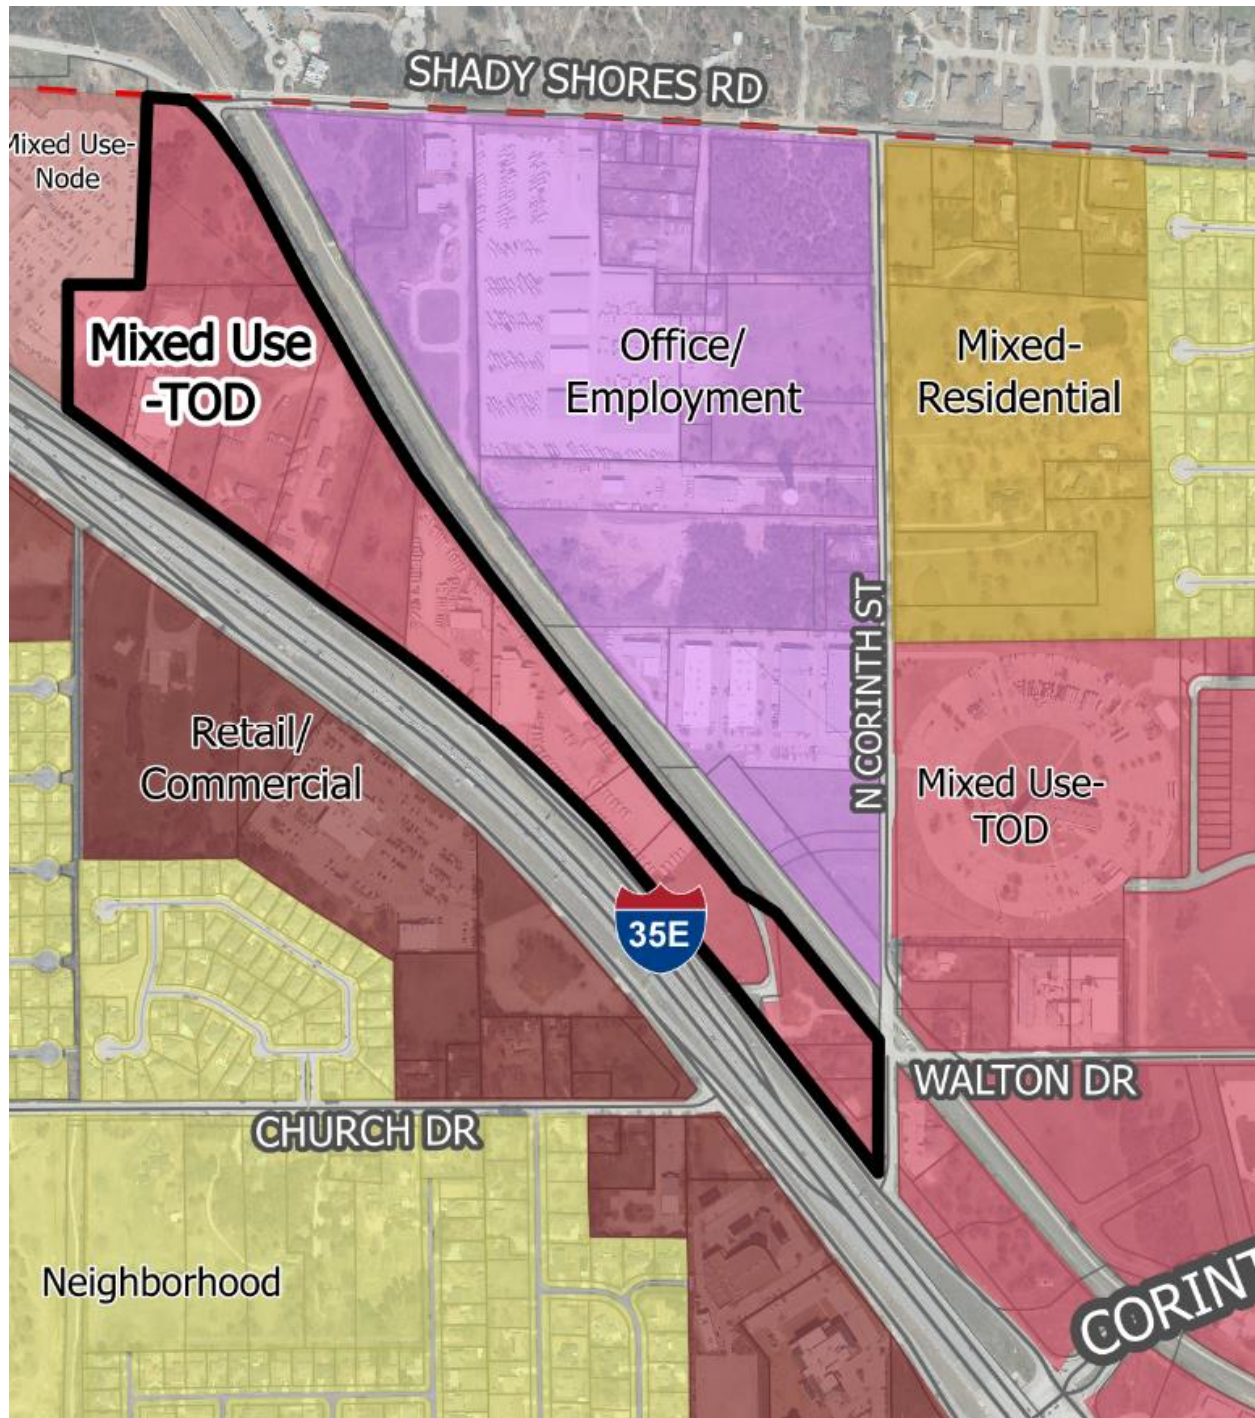 SHADY SHORES RD
Mixed Use-
Node
Mixed Use
-TOD
Office/
Employment
Mixed-
Residential
N CORINTH ST
Retail/
Commercial
Mixed Use-
TOD
35E
WALTON DR
CHURCH DR
Neighborhood
CORINT